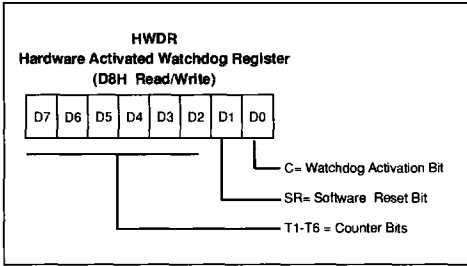 HWDR
Hardware Activated Watchdog Register
(D8H Read/Write)
D7 D6 D5 D4 D3 D2 D1 D0
C= Watchdog Activation Bit
SR= Software Reset Bit
T1-T6 = Counter Bits